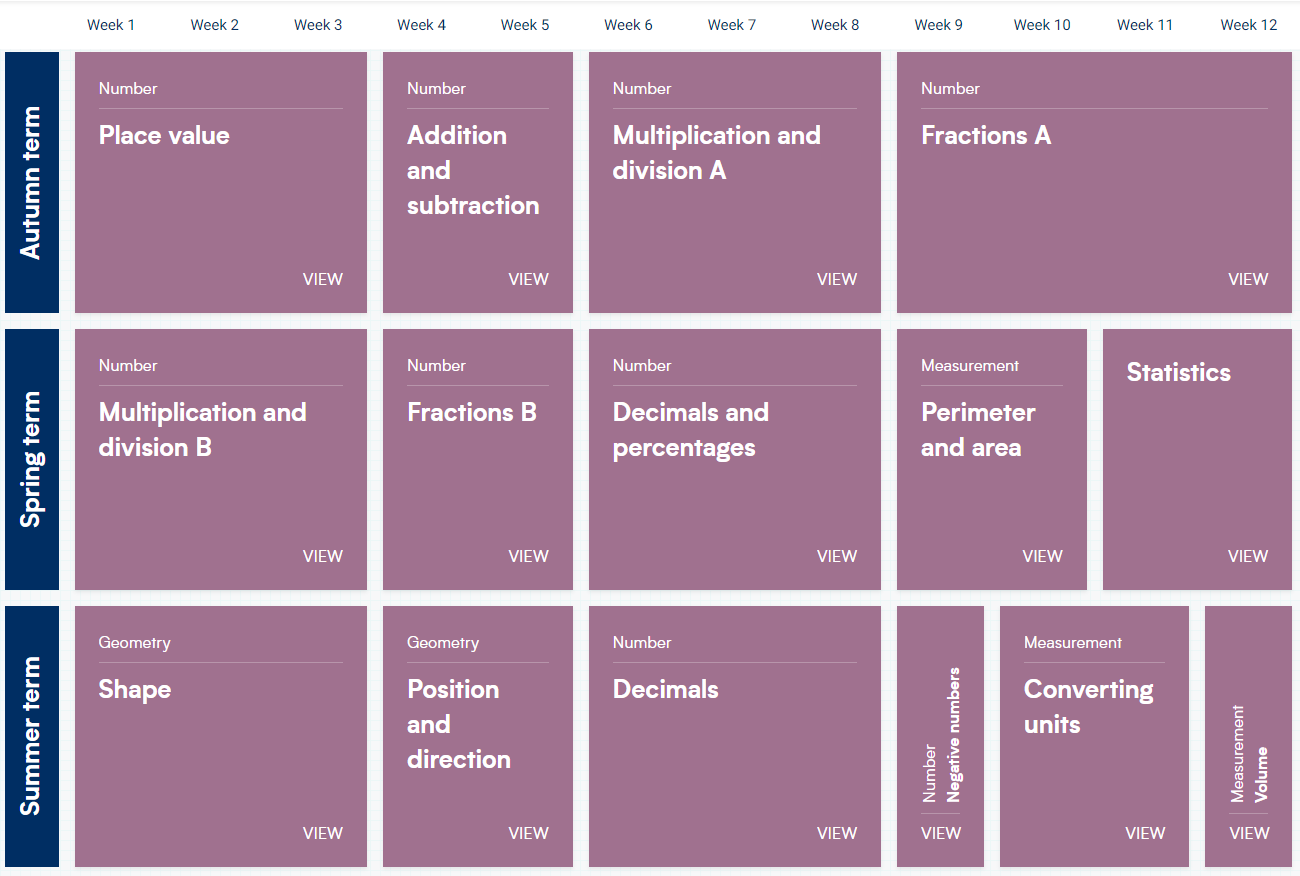 Week 1 Week 2 Week 3 Week 4 Week 5 Week 6 Week 7 Week 8 Week 9 Week 10 Week 11 Week 12
Autumn term
Number
Place value
VIEW
Number
Addition
and
subtraction
VIEW
Number
Multiplication and
division A
VIEW
Number
Fractions A
VIEW
Spring term
Number
Multiplication and
division B
VIEW
Number
Fractions B
VIEW
Number
Decimals and
percentages
VIEW
Measurement
Perimeter
and area
VIEW
Statistics
VIEW
Summer term
Geometry
Shape
VIEW
Geometry
Position
and
direction
VIEW
Number
Decimals
VIEW
Number
Negative numbers
VIEW
Measurement
Converting
units
VIEW
Measurement
Volume
VIEW